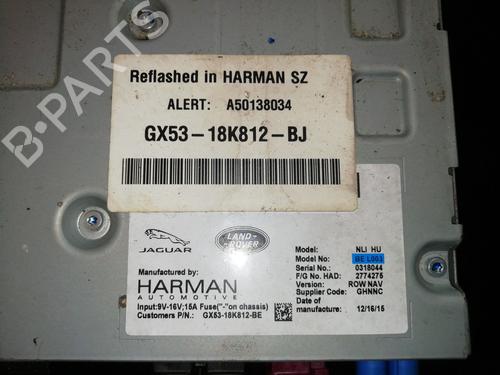 Reflashed in HARMAN SZ
ALERT: A50138034
GX53-18K812-BJ
JAGUAR
LAND-
ROVER
Manufactured by:
HARMAN
AUTOMOTIVE
Input:9V-16V;15A Fuse("-"on chassis)
Customers P/N.: GX53-18K812-BE
Model: NLI HU
Model No: BE L003
Serial No.: 0318044
F/G No. HAD: 2774275
Version: ROW NAV
Supplier Code: GHNNC
Date of
manufacture: 12/16/15